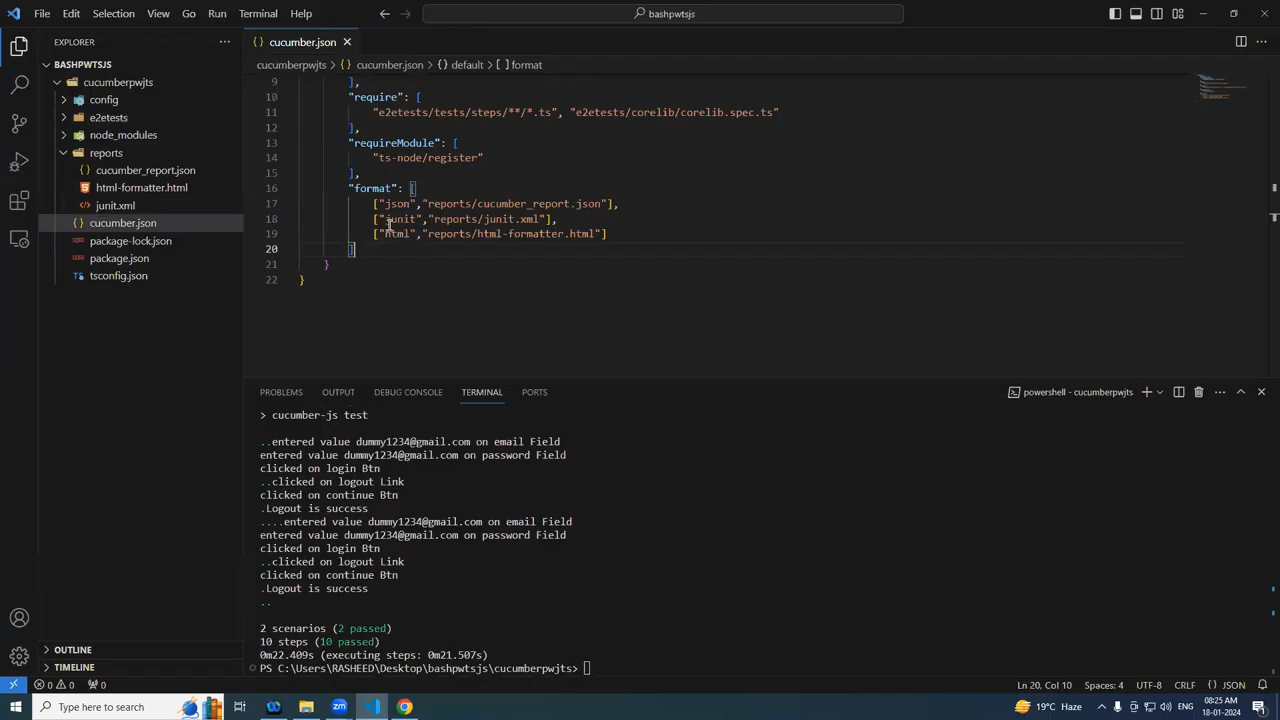 File Edit Selection View Go Run Terminal Help
bashpwtsjs
EXPLORER
cucumber.json
BASHPWTSJS
cucumberpwjts > cucumber.json > {} default > [ ] format
cucumberpwjts
config
e2etests
node_modules
reports
cucumber_report.json
html-formatter.html
junit.xml
cucumber.json
package-lock.json
package.json
tsconfig.json
OUTLINE
TIMELINE
9 ],
10 "require": [
11 "e2etests/tests/steps/**/*.ts", "e2etests/corelib/corelib.spec.ts"
12 ],
13 "requireModule": [
14 "ts-node/register"
15 ],
16 "format": [
17 ["json","reports/cucumber_report.json"],
18 ["junit","reports/junit.xml"],
19 ["html","reports/html-formatter.html"]
20 ]
21 }
22 }
PROBLEMS OUTPUT DEBUG CONSOLE TERMINAL PORTS
powershell - cucumberpwjts
> cucumber-js test
..entered value dummy1234@gmail.com on email Field
entered value dummy1234@gmail.com on password Field
clicked on login Btn
..clicked on logout Link
clicked on continue Btn
.Logout is success
....entered value dummy1234@gmail.com on email Field
entered value dummy1234@gmail.com on password Field
clicked on login Btn
..clicked on logout Link
clicked on continue Btn
.Logout is success
..
2 scenarios (2 passed)
10 steps (10 passed)
0m22.409s (executing steps: 0m21.507s)
PS C:\Users\RASHEED\Desktop\bashpwtsjs\cucumberpwjts>
0 0 0
Ln 20, Col 10 Spaces: 4 UTF-8 CRLF {} JSON
Type here to search
19°C Haze
ENG
08:25 AM
18-01-2024